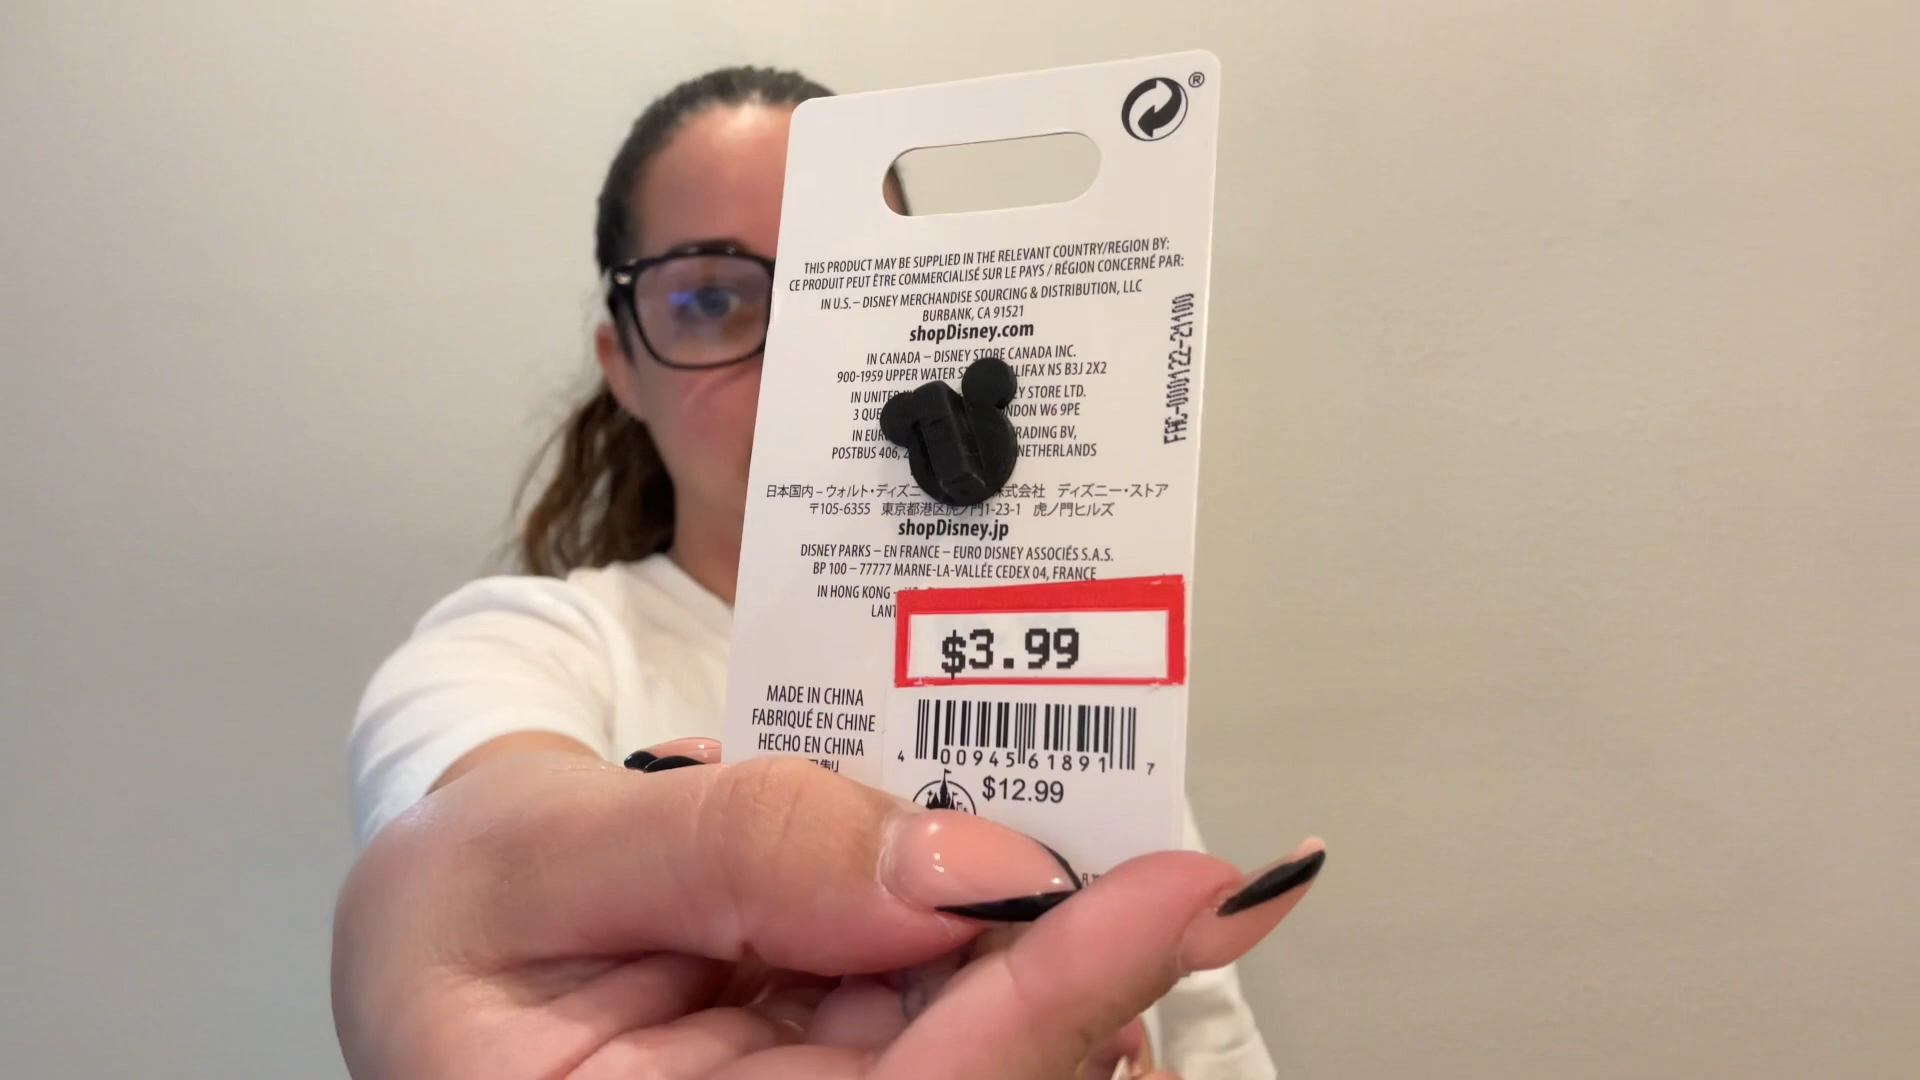 ®
THIS PRODUCT MAY BE SUPPLIED IN THE RELEVANT COUNTRY/REGION BY:
CE PRODUIT PEUT ÊTRE COMMERCIALISÉ SUR LE PAYS / RÉGION CONCERNÉ PAR:
IN U.S. – DISNEY MERCHANDISE SOURCING & DISTRIBUTION, LLC
BURBANK, CA 91521
shopDisney.com
IN CANADA – DISNEY STORE CANADA INC.
900-1959 UPPER WATER NS B3J 2X2
IN STORE LTD.
3 W6 9PE
IN BV,
POSTBUS 406, NETHERLANDS
日本国内 – ウォルト・ディズニ 株式会社 ディズニー・ストア
〒105-6355 東京都港区虎ノ門1-23-1 虎ノ門ヒルズ
shopDisney.jp
DISNEY PARKS – EN FRANCE – EURO DISNEY ASSOCIÉS S.A.S.
BP 100 – 77777 MARNE-LA-VALLÉE CEDEX 04, FRANCE
IN HONG KONG –
$3.99
MADE IN CHINA
FABRIQUÉ EN CHINE
HECHO EN CHINA
4 00945 61891 7
$12.99
FAC-000122-21100